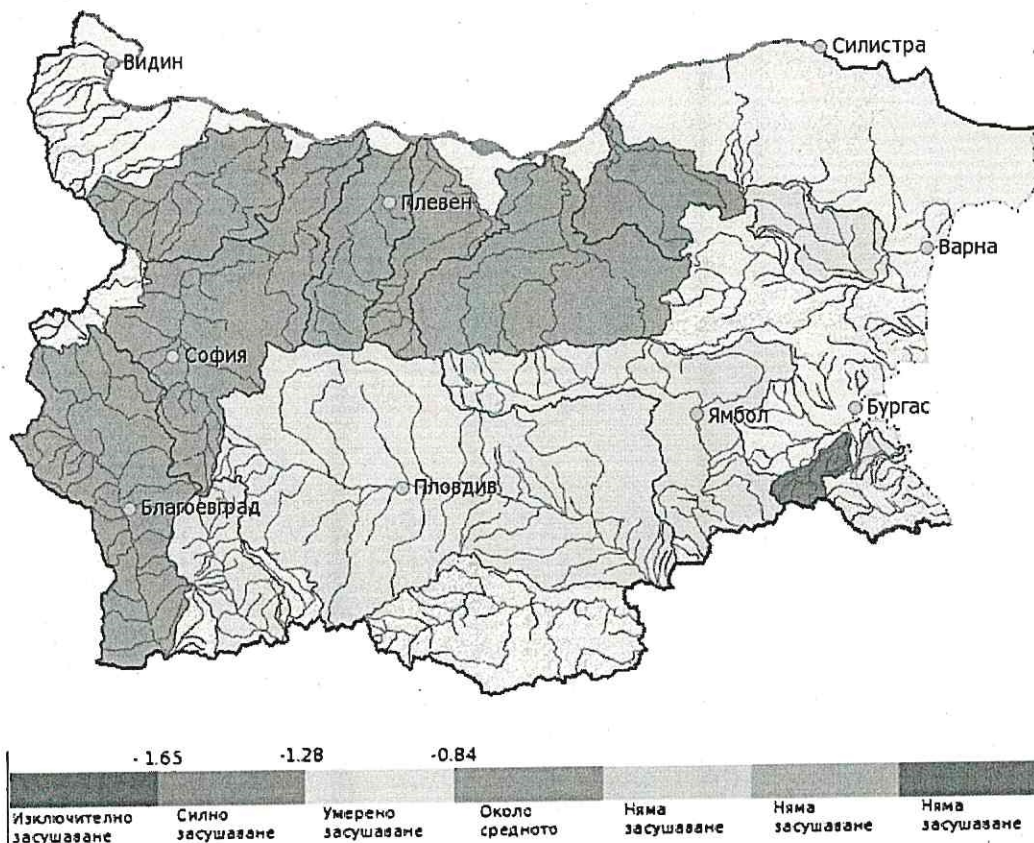 Видин
Силистра
Плевен
Варна
София
Ямбол
Бургас
Пловдив
Благоевград
- 1.65 -1.28 -0.84
Изключително засушаване
Силно засушаване
Умерено засушаване
Около средното
Няма засушаване
Няма засушаване
Няма засушаване